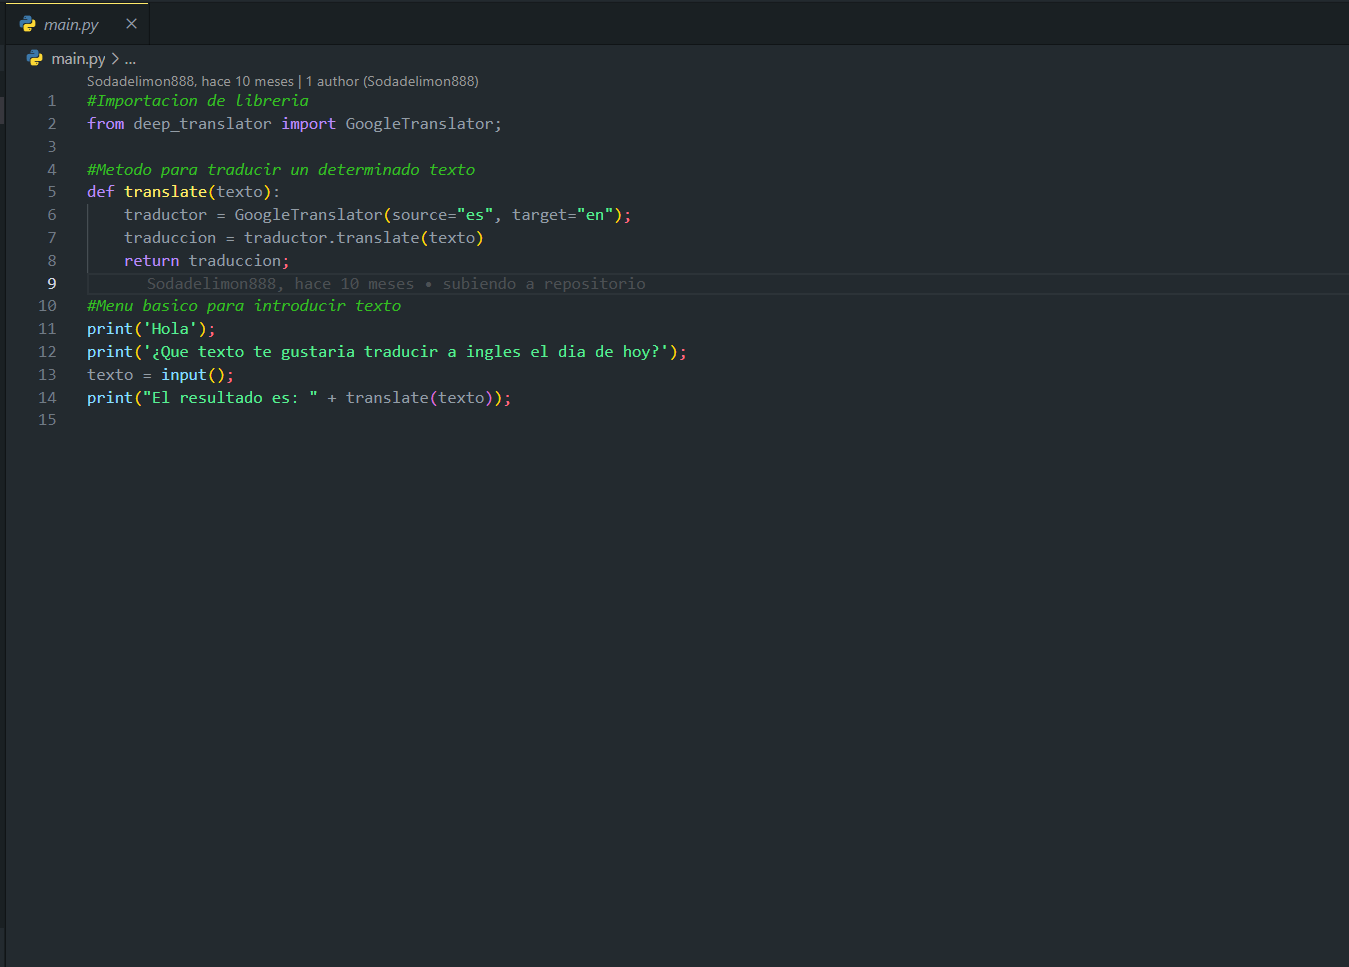 main.py
main.py > ...
Sodadelimon888, hace 10 meses | 1 author (Sodadelimon888)
1 #Importacion de libreria
2 from deep_translator import GoogleTranslator;
3
4 #Metodo para traducir un determinado texto
5 def translate(texto):
6     traductor = GoogleTranslator(source="es", target="en");
7     traduccion = traductor.translate(texto)
8     return traduccion;
9 Sodadelimon888, hace 10 meses • subiendo a repositorio
10 #Menu basico para introducir texto
11 print('Hola');
12 print('¿Que texto te gustaria traducir a ingles el dia de hoy?');
13 texto = input();
14 print("El resultado es: " + translate(texto));
15